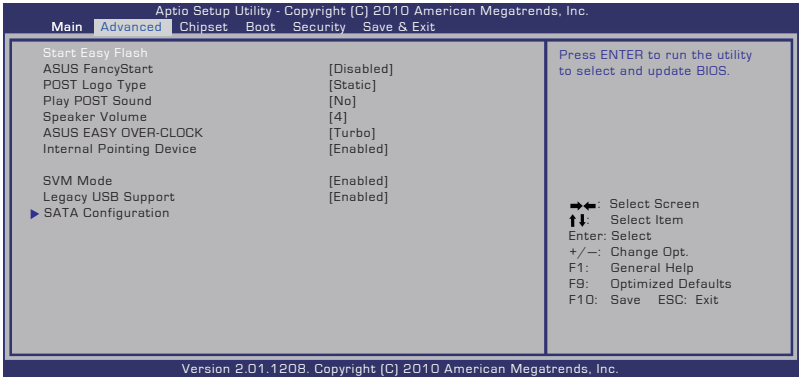 Aptio Setup Utility - Copyright (C) 2010 American Megatrends, Inc.
Main Advanced Chipset Boot Security Save & Exit
Start Easy Flash
ASUS FancyStart [Disabled]
POST Logo Type [Static]
Play POST Sound [No]
Speaker Volume [4]
ASUS EASY OVER-CLOCK [Turbo]
Internal Pointing Device [Enabled]
SVM Mode [Enabled]
Legacy USB Support [Enabled]
SATA Configuration
Press ENTER to run the utility
to select and update BIOS.
→←: Select Screen
↑↓: Select Item
Enter: Select
+/—: Change Opt.
F1: General Help
F9: Optimized Defaults
F10: Save ESC: Exit
Version 2.01.1208. Copyright (C) 2010 American Megatrends, Inc.